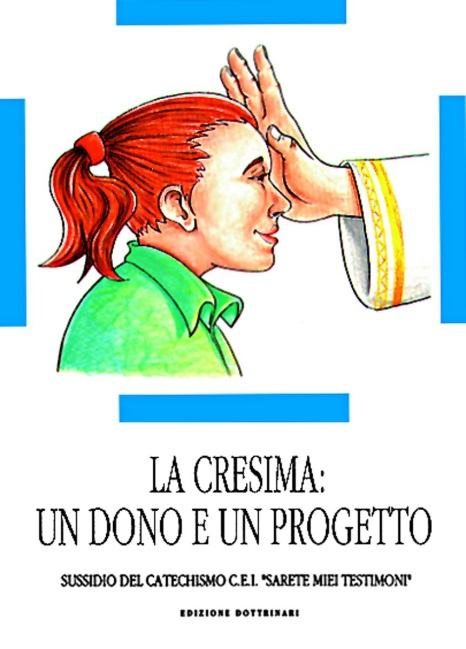 LA CRESIMA:
UN DONO E UN PROGETTO
SUSSIDIO DEL CATECHISMO C.E.I. "SARETE MIEI TESTIMONI"
EDIZIONE DOTTRINARI